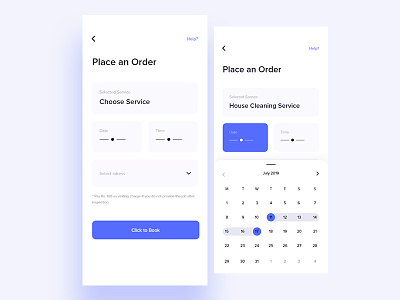 Help?
Place an Order
Selected Service
Choose Service
Date
Time
Select adress
Click to Book
Help?
Place an Order
Selected Service
House Cleaning Service
Date
Time
July 2019
M T W T F S S
1 2 3 4 5 6 7
8 9 10 11 12 13 14
15 16 17 18 19 20 21
22 23 24 25 26 27 28
29 30 31 1 2 3 4